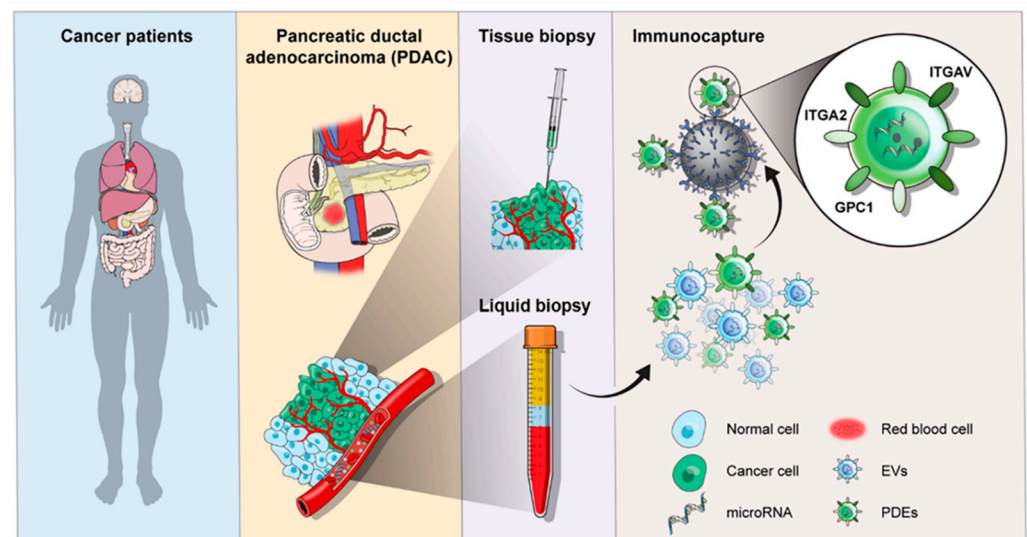 Cancer patients
Pancreatic ductal
adenocarcinoma (PDAC)
Tissue biopsy
Liquid biopsy
Immunocapture
ITGAV
ITGA2
GPC1
Normal cell
Red blood cell
Cancer cell
EVs
microRNA
PDEs